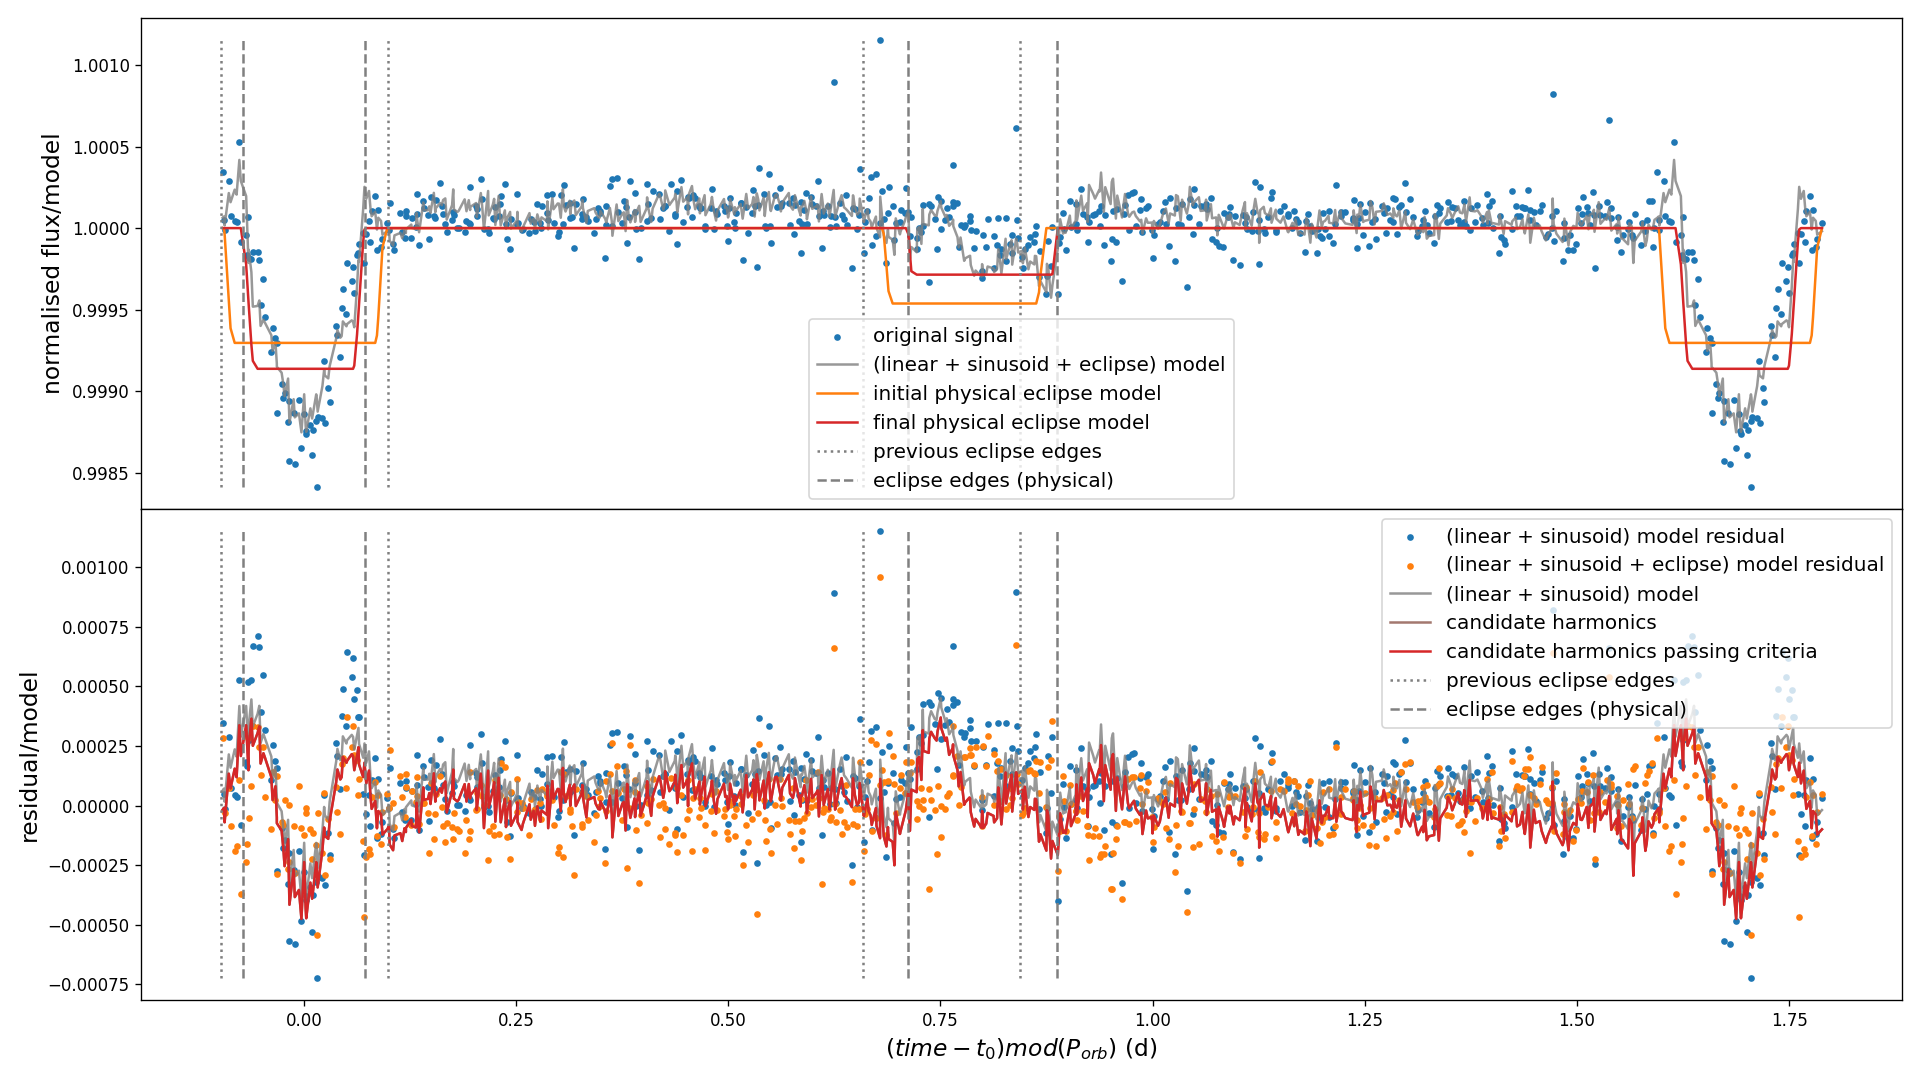 normalised flux/model
1.0010
1.0005
1.0000
0.9995
0.9990
0.9985
original signal
(linear + sinusoid + eclipse) model
initial physical eclipse model
final physical eclipse model
previous eclipse edges
eclipse edges (physical)
residual/model
0.00100
0.00075
0.00050
0.00025
0.00000
−0.00025
−0.00050
−0.00075
(linear + sinusoid) model residual
(linear + sinusoid + eclipse) model residual
(linear + sinusoid) model
candidate harmonics
candidate harmonics passing criteria
previous eclipse edges
eclipse edges (physical)
0.00 0.25 0.50 0.75 1.00 1.25 1.50 1.75
(time − t₀)mod(P_orb) (d)